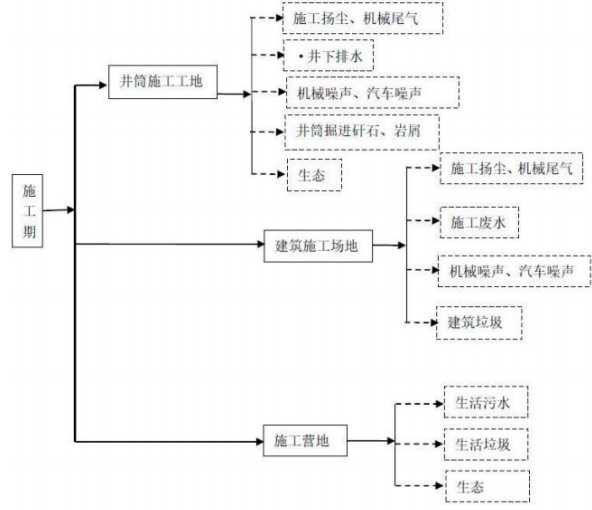 施工期
井筒施工工地
施工扬尘、机械尾气
·井下排水
机械噪声、汽车噪声
井筒掘进矸石、岩屑
生态
建筑施工场地
施工扬尘、机械尾气
施工废水
机械噪声、汽车噪声
建筑垃圾
施工营地
生活污水
生活垃圾
生态